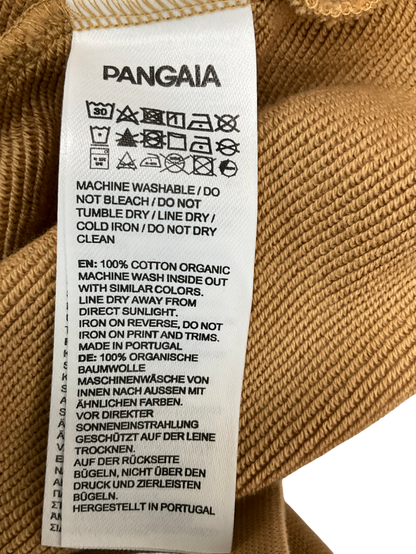 PANGAIA
30
MACHINE WASHABLE / DO
NOT BLEACH / DO NOT
TUMBLE DRY / LINE DRY /
COLD IRON / DO NOT DRY
CLEAN
EN: 100% COTTON ORGANIC
MACHINE WASH INSIDE OUT
WITH SIMILAR COLORS.
LINE DRY AWAY FROM
DIRECT SUNLIGHT.
IRON ON REVERSE, DO NOT
IRON ON PRINT AND TRIMS.
MADE IN PORTUGAL
DE: 100% ORGANISCHE
BAUMWOLLE
MASCHINENWÄSCHE VON
INNEN NACH AUSSEN MIT
ÄHNLICHEN FARBEN.
VOR DIREKTER
SONNENEINSTRAHLUNG
GESCHÜTZT AUF DER LEINE
TROCKNEN.
AUF DER RÜCKSEITE
BÜGELN, NICHT ÜBER DEN
DRUCK UND ZIERLEISTEN
BÜGELN.
HERGESTELLT IN PORTUGAL